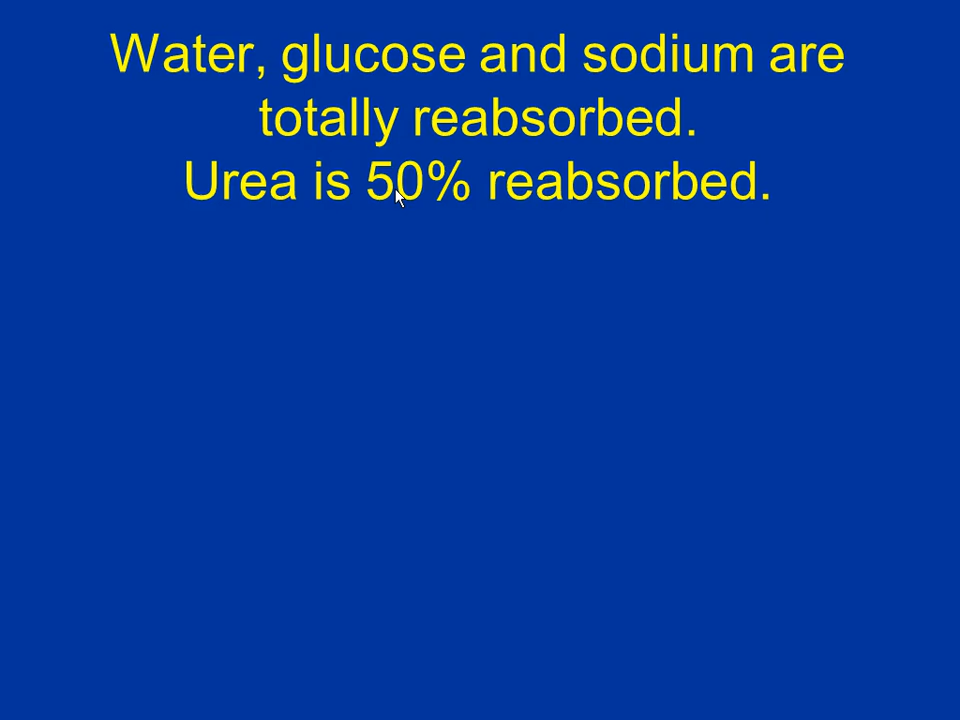 Water, glucose and sodium are
totally reabsorbed.
Urea is 50% reabsorbed.